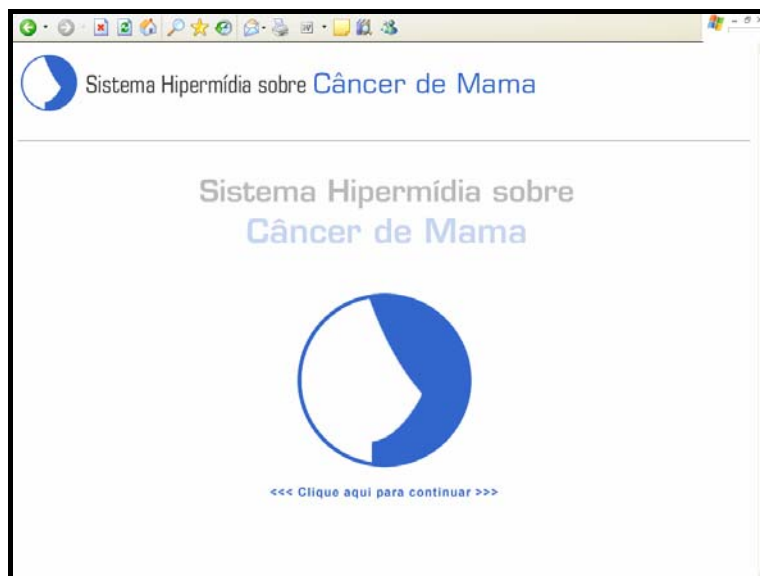 Sistema Hipermídia sobre Câncer de Mama
Sistema Hipermídia sobre
Câncer de Mama
<<< Clique aqui para continuar >>>